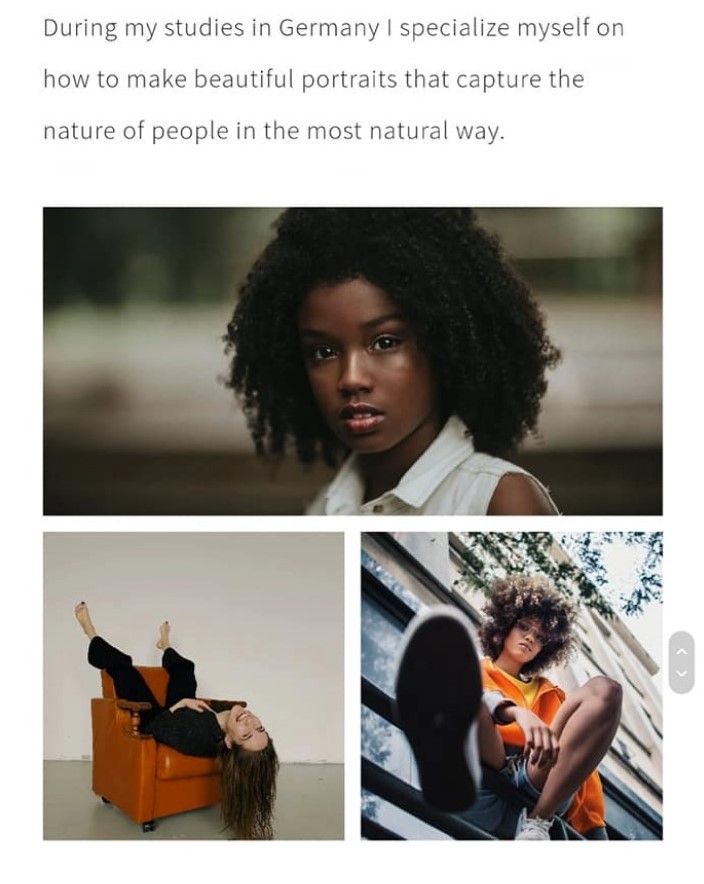 During my studies in Germany I specialize myself on
how to make beautiful portraits that capture the
nature of people in the most natural way.